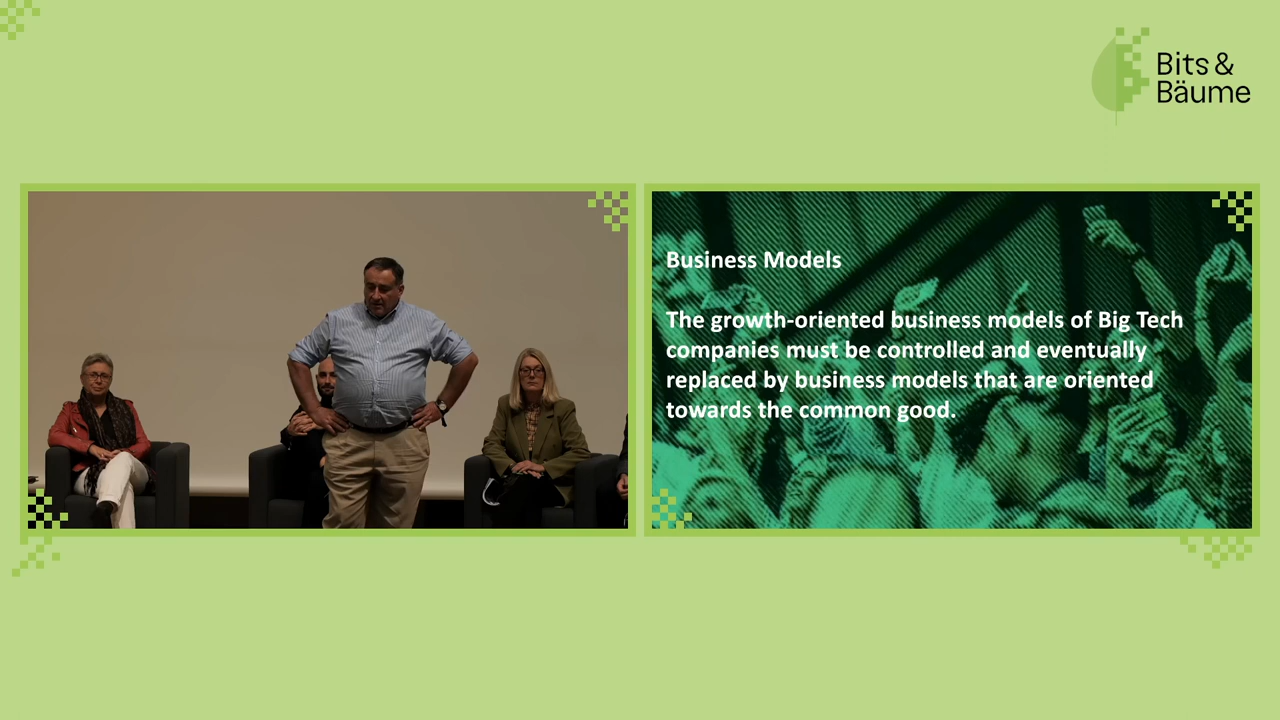 Bits &
Bäume
Business Models
The growth-oriented business models of Big Tech
companies must be controlled and eventually
replaced by business models that are oriented
towards the common good.